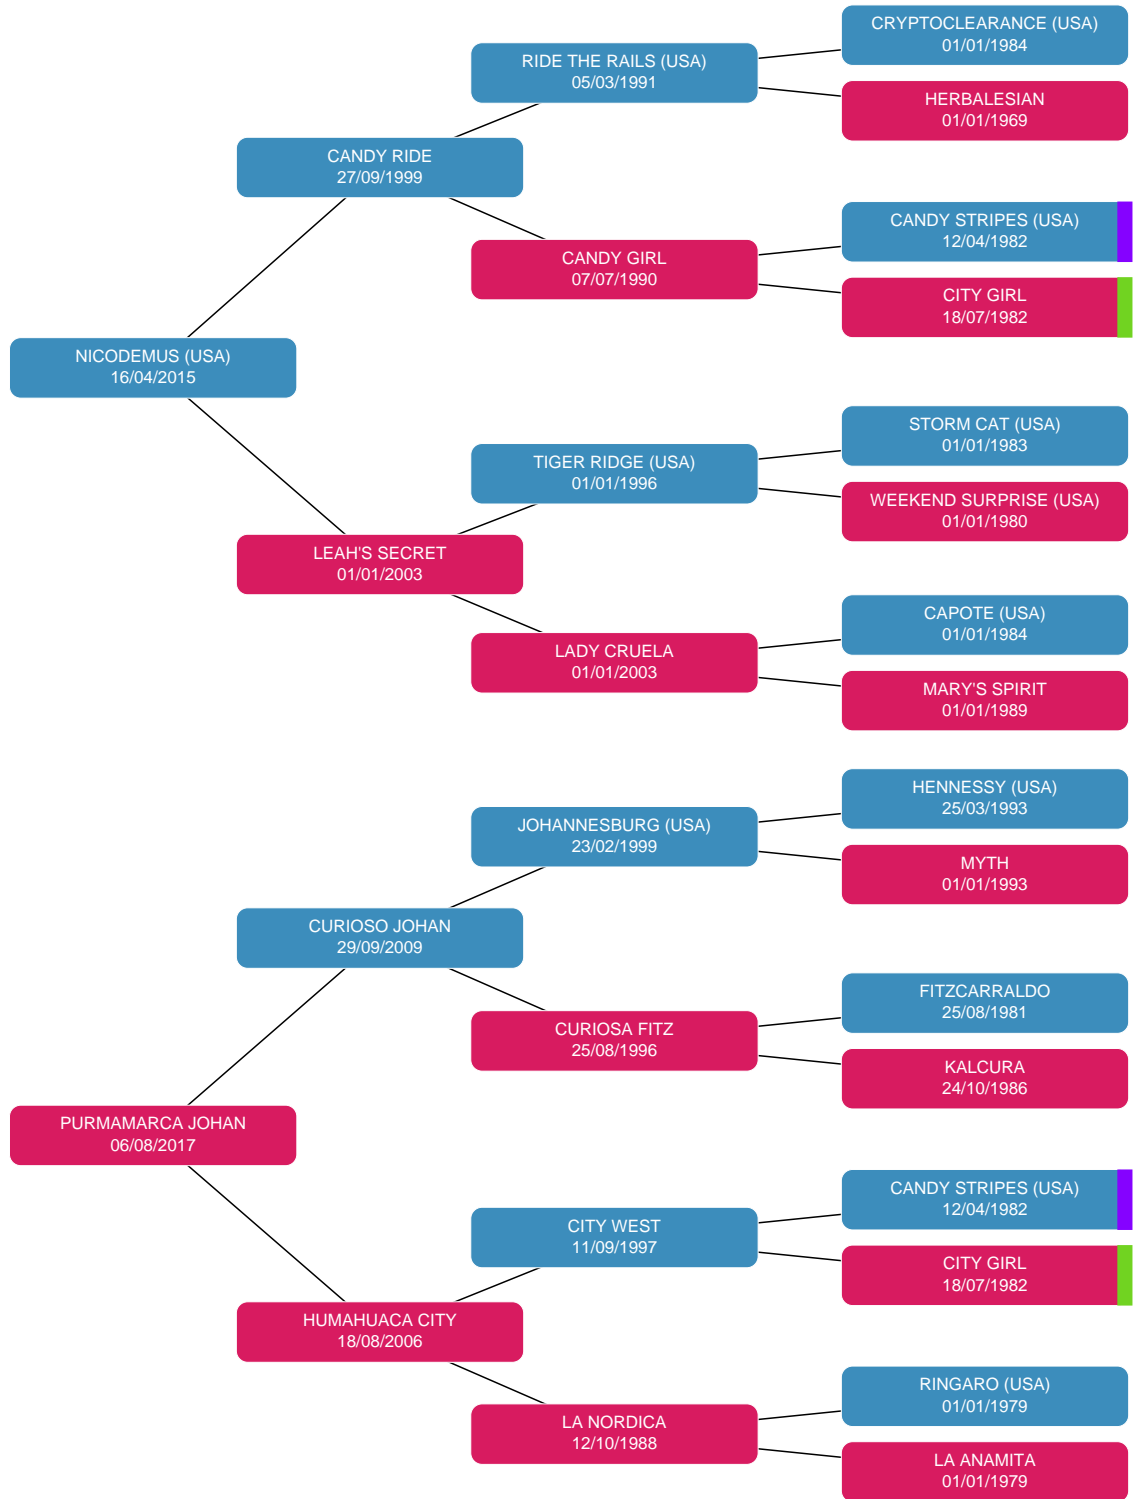 CRYPTOCLEARANCE (USA)
01/01/1984
RIDE THE RAILS (USA)
05/03/1991
HERBALESIAN
01/01/1969
CANDY RIDE
27/09/1999
CANDY STRIPES (USA)
12/04/1982
CANDY GIRL
07/07/1990
CITY GIRL
18/07/1982
NICODEMUS (USA)
16/04/2015
STORM CAT (USA)
01/01/1983
TIGER RIDGE (USA)
01/01/1996
WEEKEND SURPRISE (USA)
01/01/1980
LEAH'S SECRET
01/01/2003
CAPOTE (USA)
01/01/1984
LADY CRUELA
01/01/2003
MARY'S SPIRIT
01/01/1989
HENNESSY (USA)
25/03/1993
JOHANNESBURG (USA)
23/02/1999
MYTH
01/01/1993
CURIOSO JOHAN
29/09/2009
FITZCARRALDO
25/08/1981
CURIOSA FITZ
25/08/1996
KALCURA
24/10/1986
PURMAMARCA JOHAN
06/08/2017
CANDY STRIPES (USA)
12/04/1982
CITY WEST
11/09/1997
CITY GIRL
18/07/1982
HUMAHUACA CITY
18/08/2006
RINGARO (USA)
01/01/1979
LA NORDICA
12/10/1988
LA ANAMITA
01/01/1979